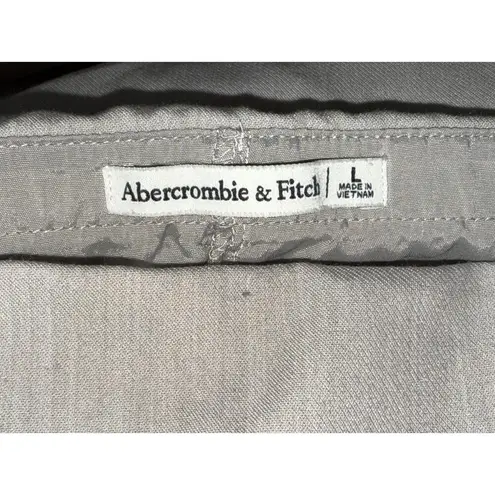 Abercrombie & Fitch
L
MADE IN
VIETNAM